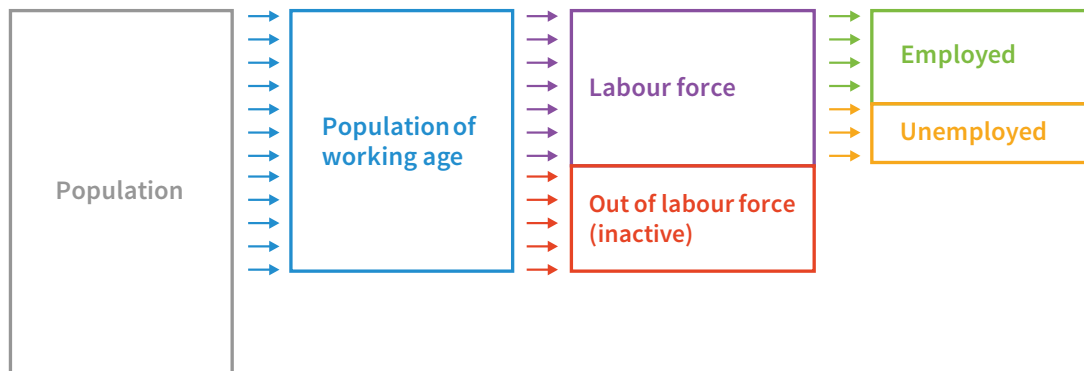 Population
Population of
working age
Labour force
Out of labour force
(inactive)
Employed
Unemployed